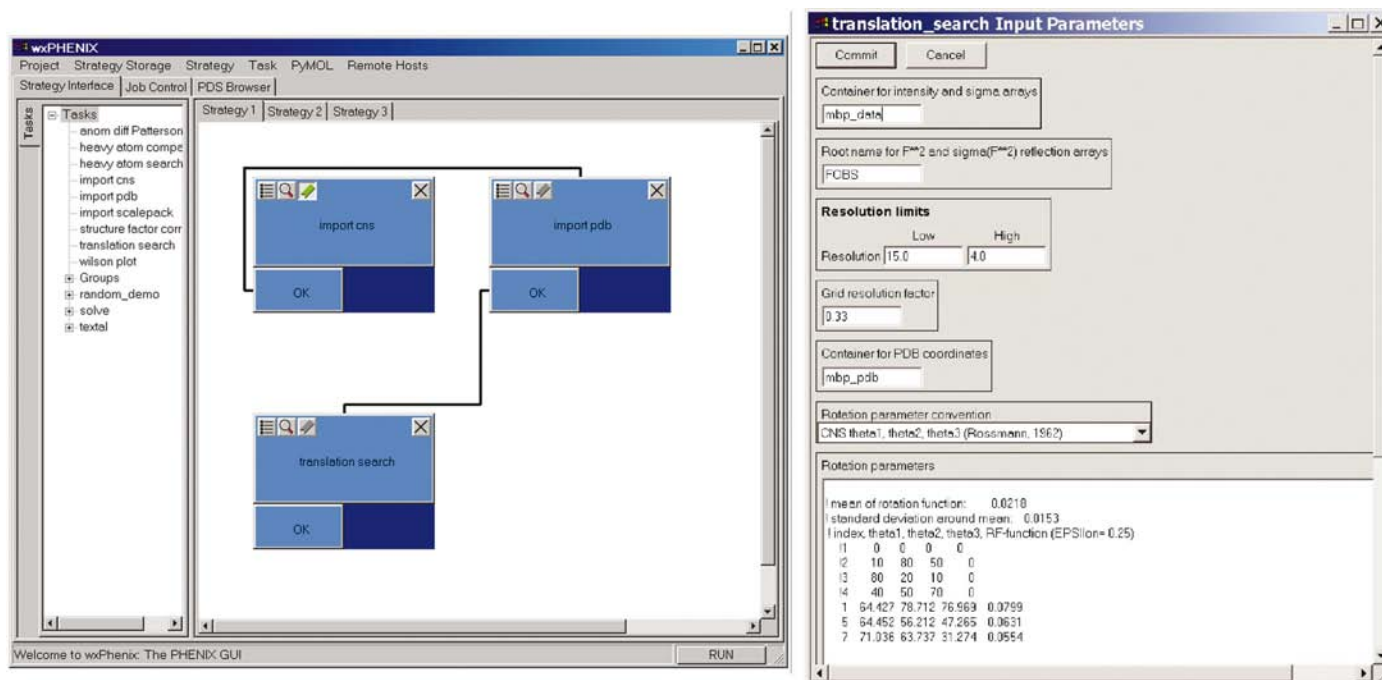 wxPHENIX
Project Strategy Storage Strategy Task PyMOL Remote Hosts
Strategy Interface Job Control PDS Browser
Tasks
Tasks
anom diff Patterson
heavy atom compa
heavy atom search
import cns
import pdb
import scalepack
structure factor corr
translation search
wilson plot
Groups
random_demo
solve
textal
Strategy 1 Strategy 2 Strategy 3
import cns
OK
import pdb
OK
translation search
OK
Welcome to wxPhenix: The PHENIX GUI
RUN
translation_search Input Parameters
Commit Cancel
Container for intensity and sigma arrays
mbp_data
Root name for F**2 and sigma(F**2) reflection arrays
FOBS
Resolution limits
Low High
Resolution 15.0 4.0
Grid resolution factor
0.33
Container for PDB coordinates
mbp_pdb
Rotation parameter convention
CNS theta1, theta2, theta3 (Rossmann, 1962)
Rotation parameters
! mean of rotation function: 0.0218
! standard deviation around mean: 0.0153
! index, theta1, theta2, theta3, RF-function (EPSIlon= 0.25)
!1 0 0 0 0
!2 10 80 50 0
!3 80 20 10 0
!4 40 50 70 0
1 64.427 78.712 76.969 0.0799
5 64.452 56.212 47.265 0.0631
7 71.036 63.737 31.274 0.0554